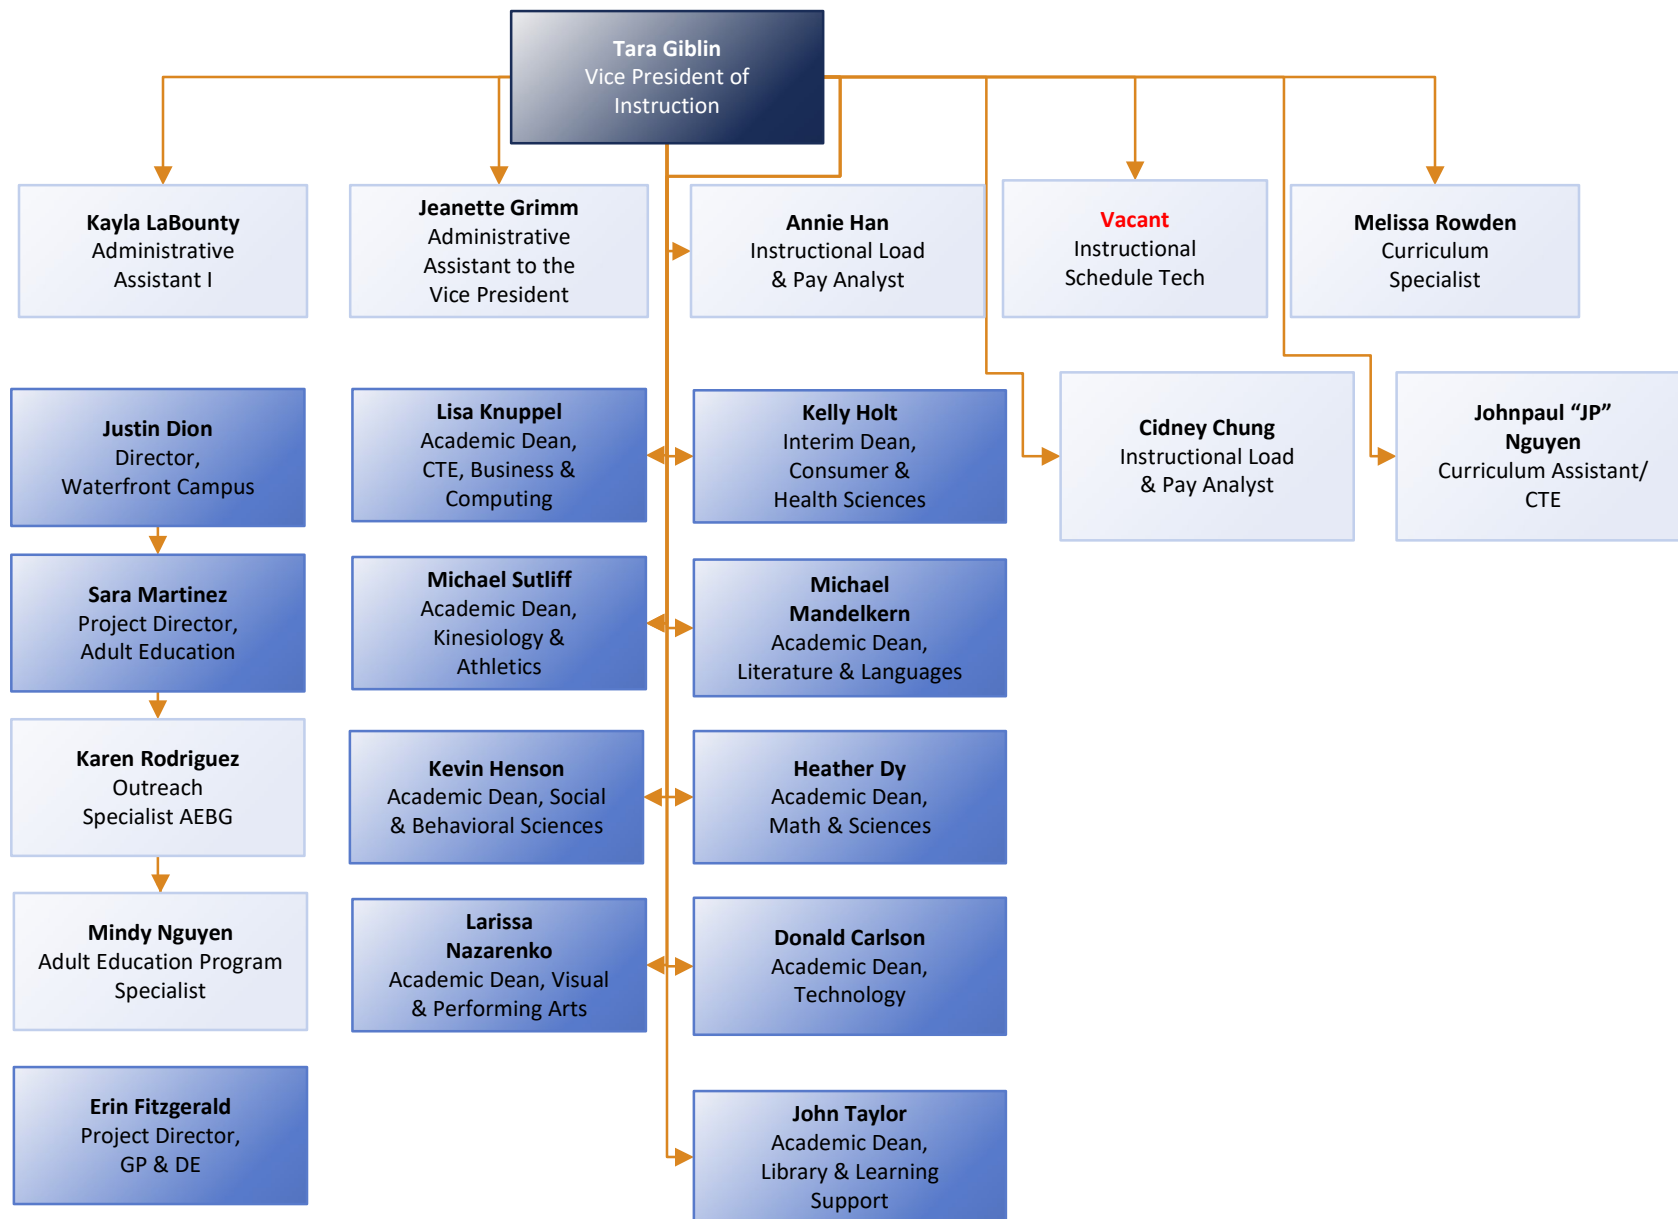 Tara Giblin
Vice President of
Instruction
Kayla LaBounty
Administrative
Assistant I
Jeanette Grimm
Administrative
Assistant to the
Vice President
Annie Han
Instructional Load
& Pay Analyst
Vacant
Instructional
Schedule Tech
Melissa Rowden
Curriculum
Specialist
Justin Dion
Director,
Waterfront Campus
Lisa Knuppel
Academic Dean,
CTE, Business &
Computing
Kelly Holt
Interim Dean,
Consumer &
Health Sciences
Cidney Chung
Instructional Load
& Pay Analyst
Johnpaul “JP”
Nguyen
Curriculum Assistant/
CTE
Sara Martinez
Project Director,
Adult Education
Michael Sutliff
Academic Dean,
Kinesiology &
Athletics
Michael
Mandelkern
Academic Dean,
Literature & Languages
Karen Rodriguez
Outreach
Specialist AEBG
Kevin Henson
Academic Dean, Social
& Behavioral Sciences
Heather Dy
Academic Dean,
Math & Sciences
Mindy Nguyen
Adult Education Program
Specialist
Larissa
Nazarenko
Academic Dean, Visual
& Performing Arts
Donald Carlson
Academic Dean,
Technology
Erin Fitzgerald
Project Director,
GP & DE
John Taylor
Academic Dean,
Library & Learning
Support